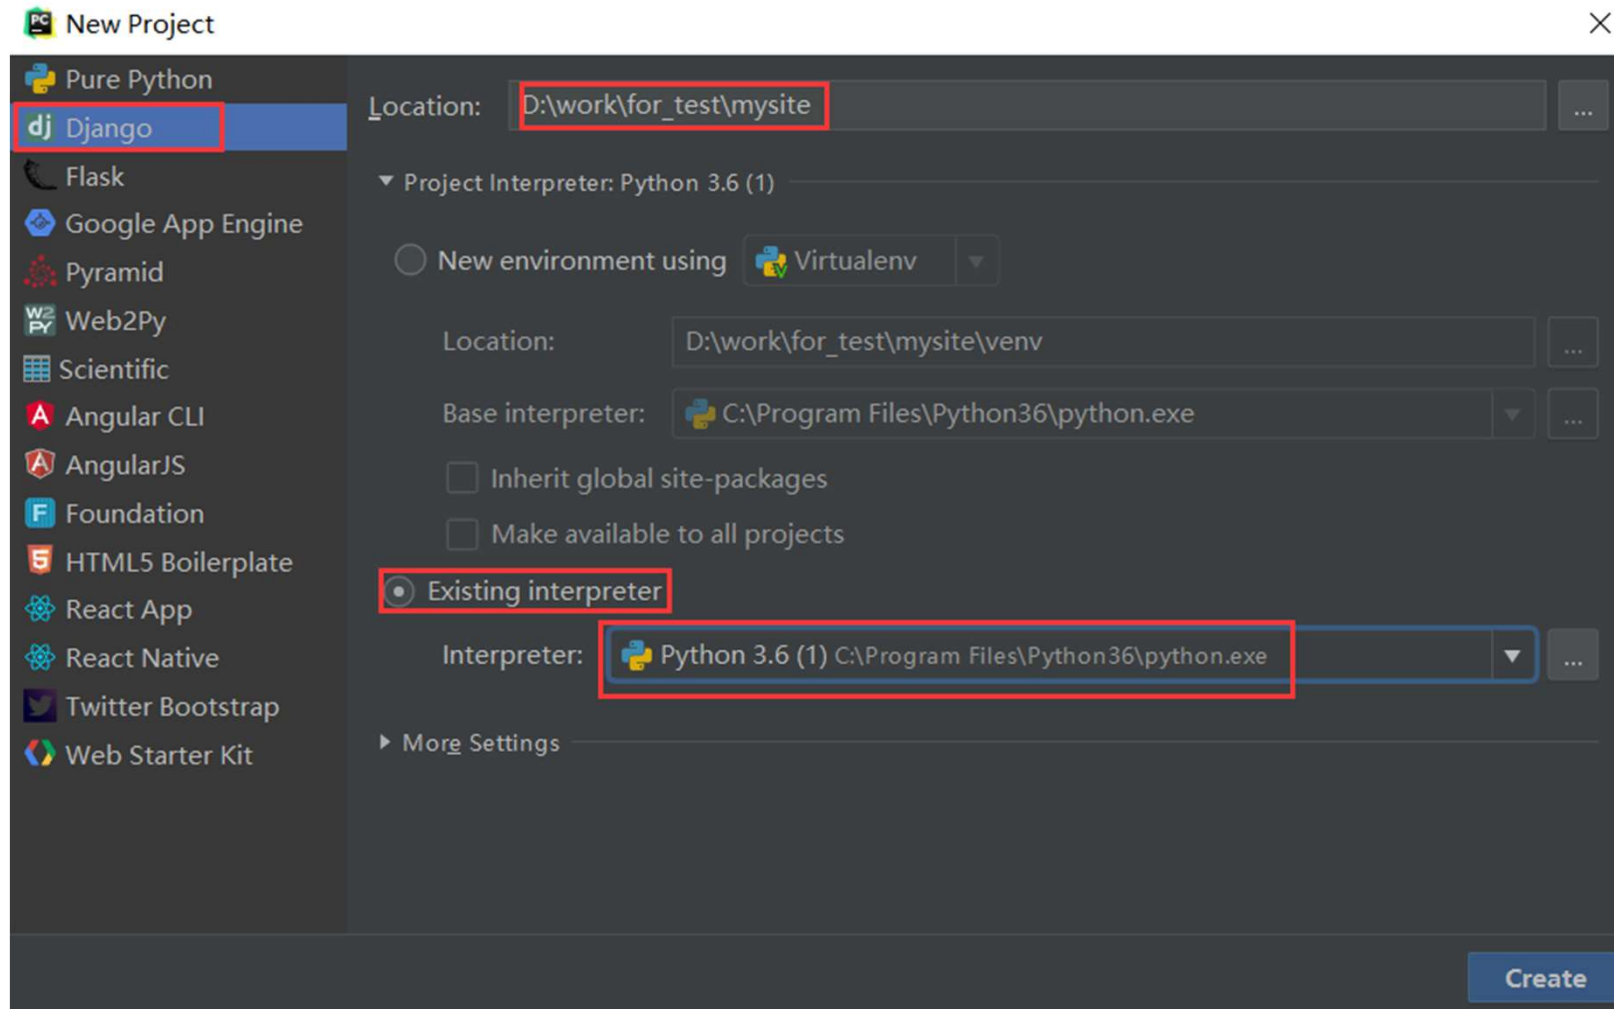 New Project
Pure Python
Django
Flask
Google App Engine
Pyramid
Web2Py
Scientific
Angular CLI
AngularJS
Foundation
HTML5 Boilerplate
React App
React Native
Twitter Bootstrap
Web Starter Kit
Location: D:\work\for_test\mysite ...
Project Interpreter: Python 3.6 (1)
New environment using Virtualenv
Location: D:\work\for_test\mysite\venv ...
Base interpreter: C:\Program Files\Python36\python.exe ...
Inherit global site-packages
Make available to all projects
Existing interpreter
Interpreter: Python 3.6 (1) C:\Program Files\Python36\python.exe ...
More Settings
Create